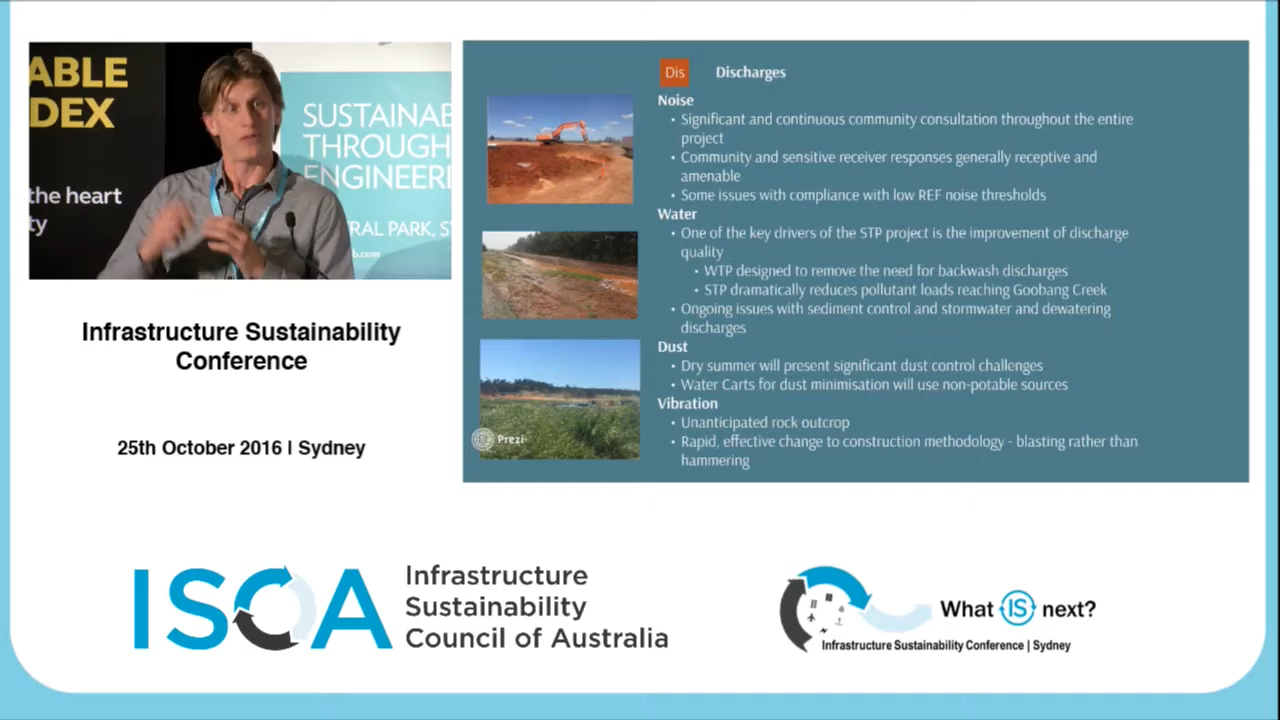 ABLE
DEX
the heart
ty
SUSTAINAB
THROUGH
ENGINEERI
TRAL PARK, S
b.com
Infrastructure Sustainability
Conference
25th October 2016 | Sydney
Dis Discharges
Noise
• Significant and continuous community consultation throughout the entire
project
• Community and sensitive receiver responses generally receptive and
amenable
• Some issues with compliance with low REF noise thresholds
Water
• One of the key drivers of the STP project is the improvement of discharge
quality
• WTP designed to remove the need for backwash discharges
• STP dramatically reduces pollutant loads reaching Goobang Creek
• Ongoing issues with sediment control and stormwater and dewatering
discharges
Dust
• Dry summer will present significant dust control challenges
• Water Carts for dust minimisation will use non-potable sources
Vibration
• Unanticipated rock outcrop
• Rapid, effective change to construction methodology - blasting rather than
hammering
Prezi
ISCA
Infrastructure
Sustainability
Council of Australia
What IS next?
Infrastructure Sustainability Conference | Sydney